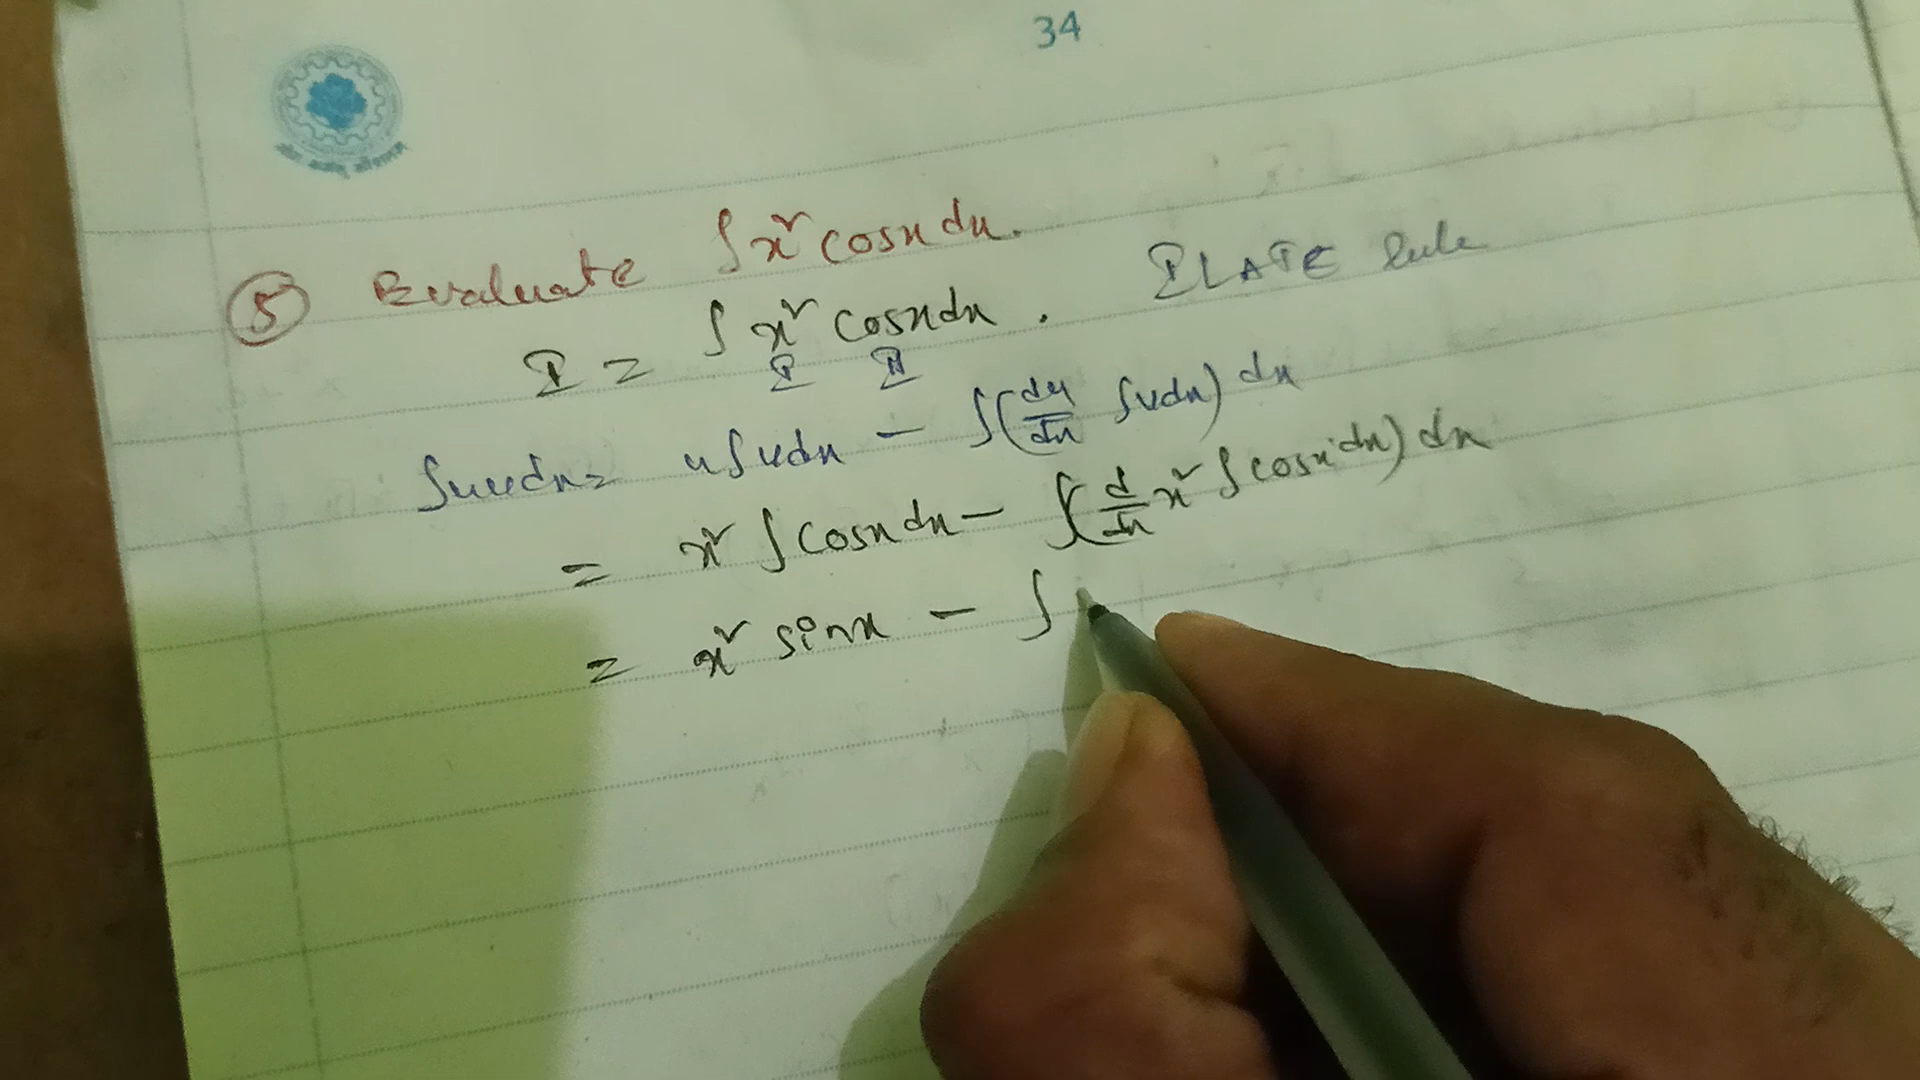 34
⑤ Evaluate ∫x² cosx dx.
I = ∫ x² cosx dx . ILATE Rule
I II
∫uvdx = u∫vdx − ∫(du/dx ∫vdx) dx
= x² ∫cosx dx − ∫(d/dx x² ∫cosx dx) dx
= x² sinx − ∫